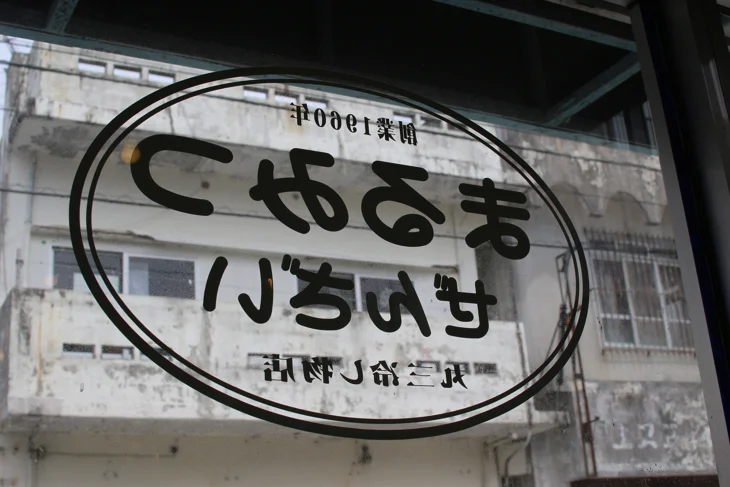 創業1960年
まるみつ
ぜんざい
丸三冷し物店